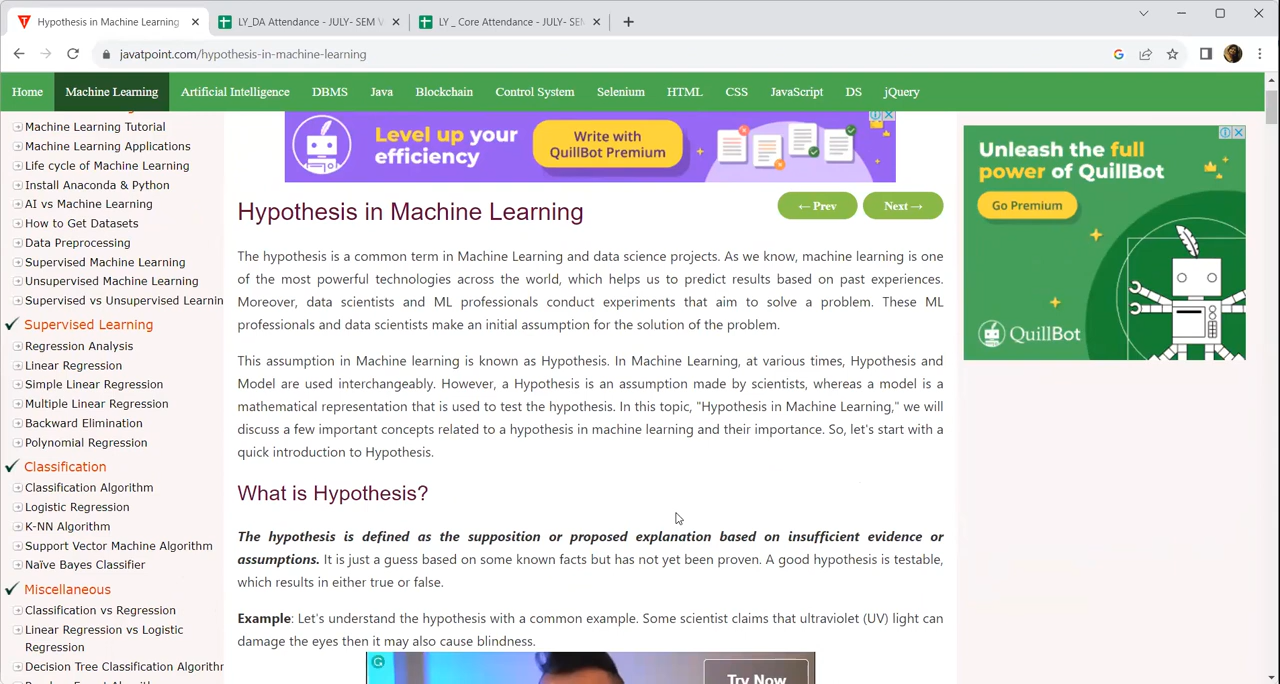 Hypothesis in Machine Learning
LY_DA Attendance - JULY- SEM V
LY _ Core Attendance - JULY- SEM
javatpoint.com/hypothesis-in-machine-learning
Home Machine Learning Artificial Intelligence DBMS Java Blockchain Control System Selenium HTML CSS JavaScript DS jQuery
Machine Learning Tutorial
Machine Learning Applications
Life cycle of Machine Learning
Install Anaconda & Python
AI vs Machine Learning
How to Get Datasets
Data Preprocessing
Supervised Machine Learning
Unsupervised Machine Learning
Supervised vs Unsupervised Learnin
Supervised Learning
Regression Analysis
Linear Regression
Simple Linear Regression
Multiple Linear Regression
Backward Elimination
Polynomial Regression
Classification
Classification Algorithm
Logistic Regression
K-NN Algorithm
Support Vector Machine Algorithm
Naïve Bayes Classifier
Miscellaneous
Classification vs Regression
Linear Regression vs Logistic
Regression
Decision Tree Classification Algorithr
Level up your
efficiency
Write with
QuillBot Premium
Hypothesis in Machine Learning
← Prev
Next →
The hypothesis is a common term in Machine Learning and data science projects. As we know, machine learning is one
of the most powerful technologies across the world, which helps us to predict results based on past experiences.
Moreover, data scientists and ML professionals conduct experiments that aim to solve a problem. These ML
professionals and data scientists make an initial assumption for the solution of the problem.
This assumption in Machine learning is known as Hypothesis. In Machine Learning, at various times, Hypothesis and
Model are used interchangeably. However, a Hypothesis is an assumption made by scientists, whereas a model is a
mathematical representation that is used to test the hypothesis. In this topic, "Hypothesis in Machine Learning," we will
discuss a few important concepts related to a hypothesis in machine learning and their importance. So, let's start with a
quick introduction to Hypothesis.
What is Hypothesis?
The hypothesis is defined as the supposition or proposed explanation based on insufficient evidence or
assumptions. It is just a guess based on some known facts but has not yet been proven. A good hypothesis is testable,
which results in either true or false.
Example: Let's understand the hypothesis with a common example. Some scientist claims that ultraviolet (UV) light can
damage the eyes then it may also cause blindness.
Try Now
Unleash the full
power of QuillBot
Go Premium
QuillBot